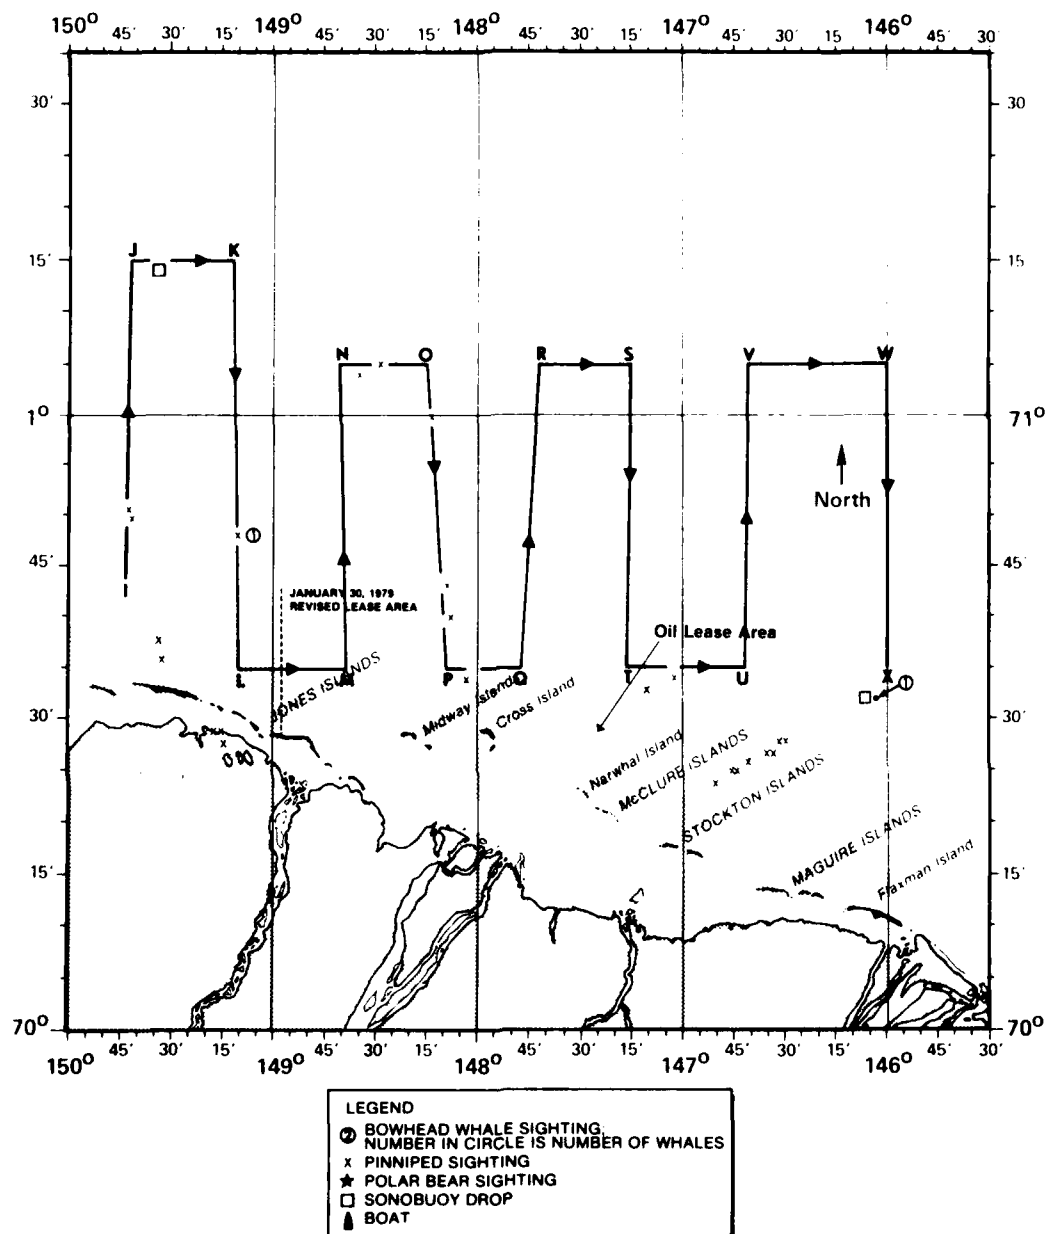 150° 149° 148° 147° 146°
45′ 30′ 15′ 45′ 30′ 15′ 45′ 30′ 15′ 45′ 30′ 15 45′ 30
30′ 30
J K
15′ 15
N O R S V W
1° 71°
North
45′ 45′
①
JANUARY 30, 1979
REVISED LEASE AREA
Oil Lease Area
L M P Q T U
①
30′ 30′
JONES ISLANDS
Midway Islands
Cross Island
Narwhal Island
McCLURE ISLANDS
STOCKTON ISLANDS
MAGUIRE ISLANDS
Flaxman Island
15′ 15′
70° 70°
45′ 30′ 15′ 45′ 30′ 15′ 45′ 30′ 15′ 45′ 30′ 15′ 45′ 30′
150° 149° 148° 147° 146°
LEGEND
② BOWHEAD WHALE SIGHTING;
NUMBER IN CIRCLE IS NUMBER OF WHALES
x PINNIPED SIGHTING
★ POLAR BEAR SIGHTING
□ SONOBUOY DROP
BOAT